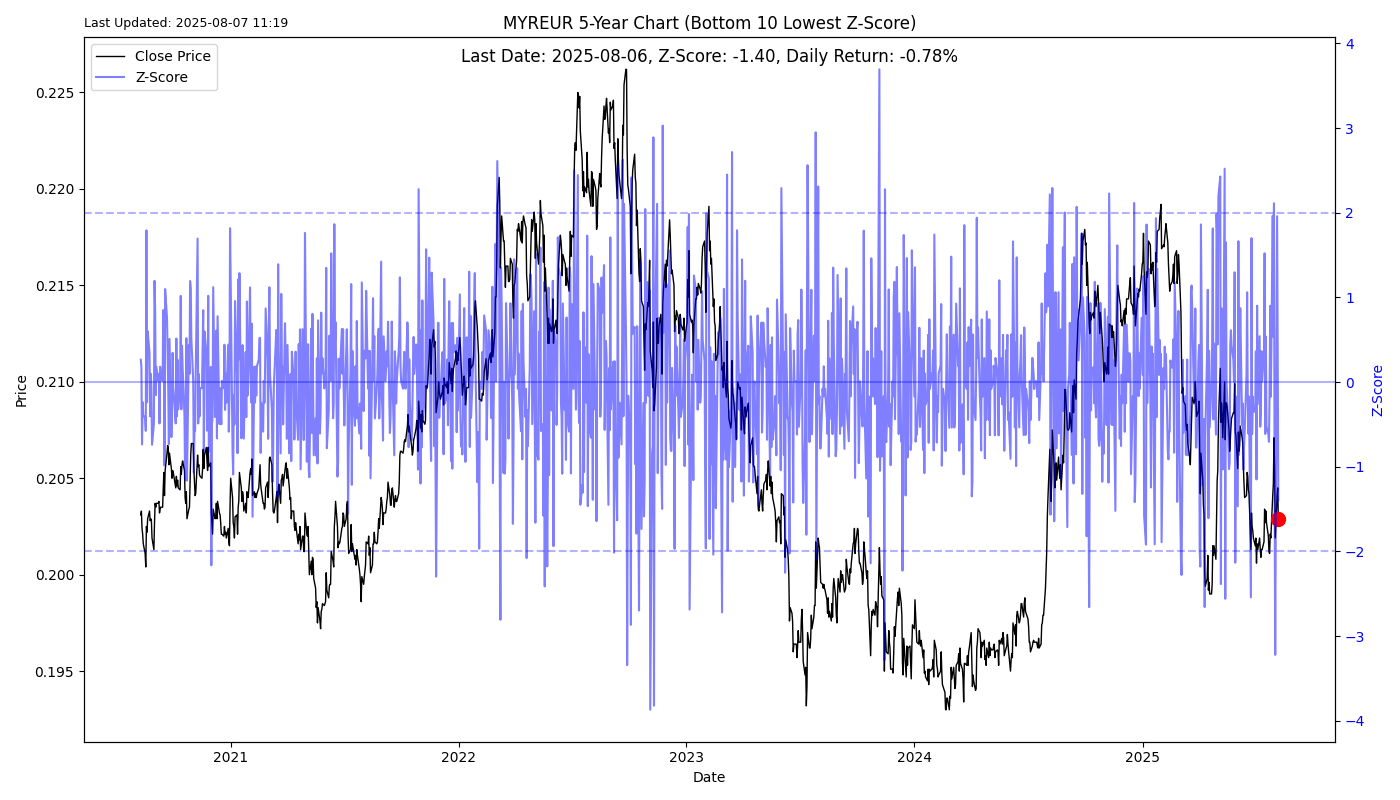 Last Updated: 2025-08-07 11:19
MYREUR 5-Year Chart (Bottom 10 Lowest Z-Score)
Last Date: 2025-08-06, Z-Score: -1.40, Daily Return: -0.78%
Close Price
Z-Score
Price
0.225
0.220
0.215
0.210
0.205
0.200
0.195
4
3
2
1
0
−1
−2
−3
−4
Z-Score
2021
2022
2023
2024
2025
Date